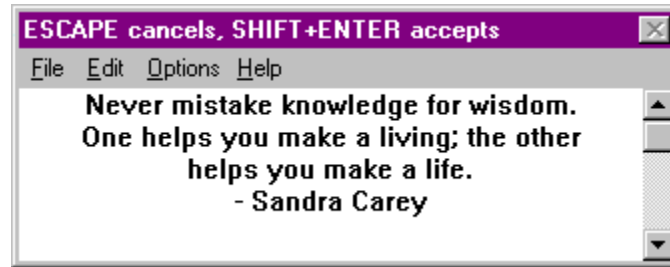 ESCAPE cancels, SHIFT+ENTER accepts
File Edit Options Help
Never mistake knowledge for wisdom.
One helps you make a living; the other
helps you make a life.
- Sandra Carey